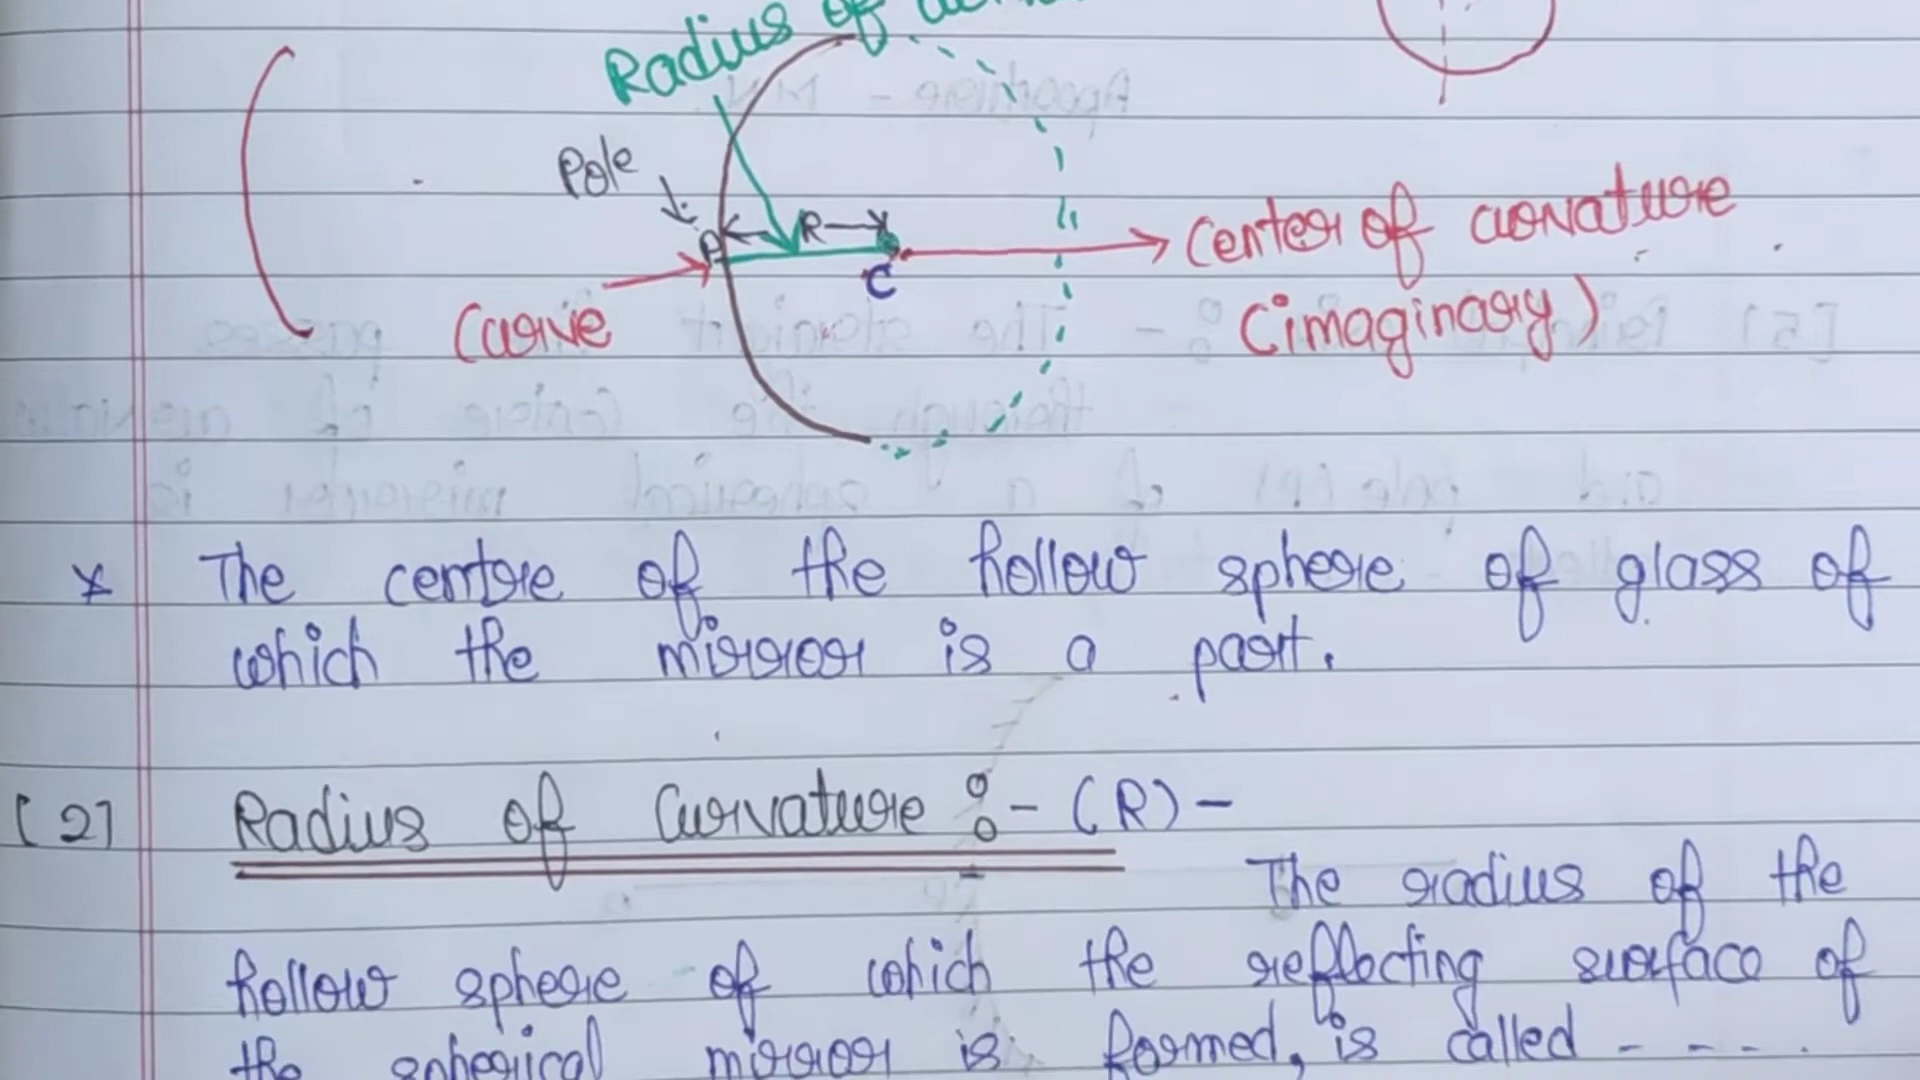 Radius of
Pole
P R C
Center of curvature
Curve
(imaginary)
* The centre of the hollow sphere of glass of
which the mirror is a part.
[2] Radius of Curvature :- (R) -
The radius of the
hollow sphere of which the reflecting surface of
the spherical mirror is formed, is called - - - - .